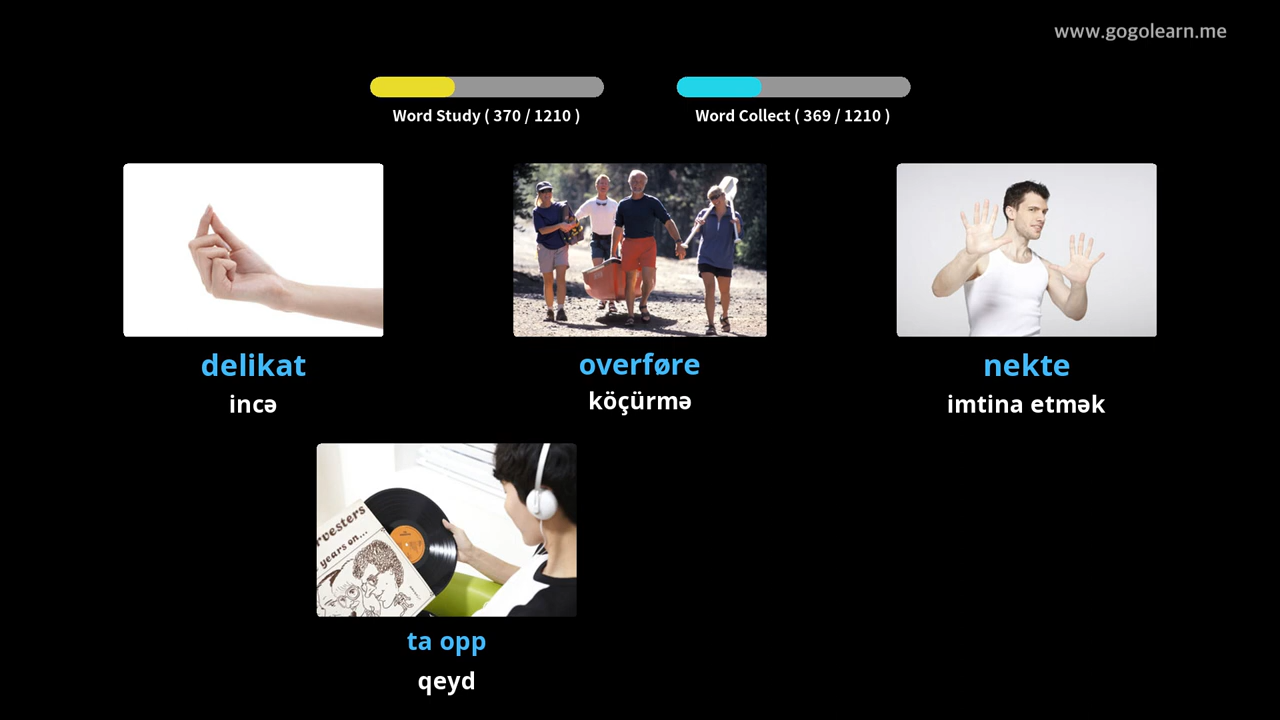 www.gogolearn.me
Word Study ( 370 / 1210 )
Word Collect ( 369 / 1210 )
delikat
incə
overføre
köçürmə
nekte
imtina etmək
rvesters
years on...
ta opp
qeyd